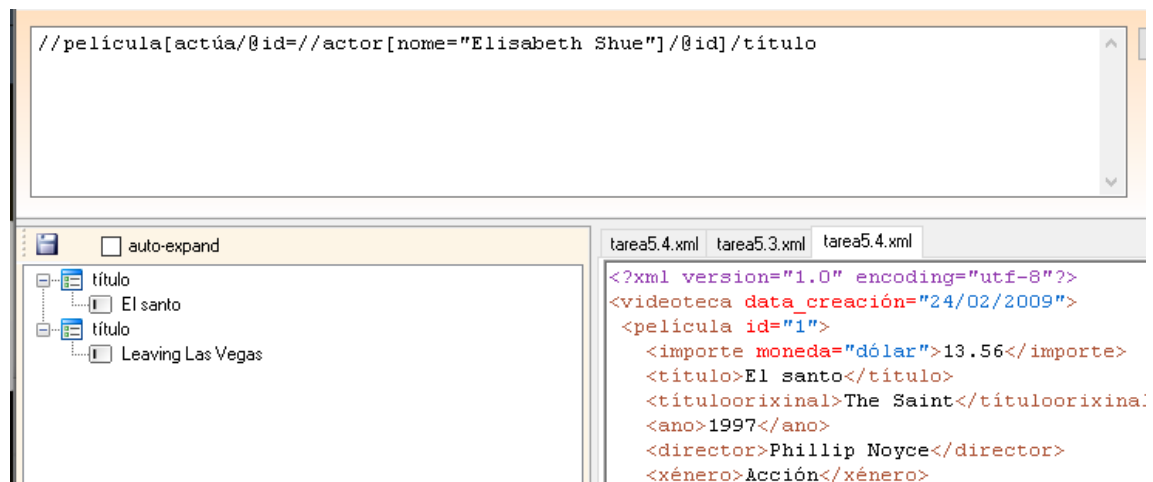 //película[actúa/@id=//actor[nome="Elisabeth Shue"]/@id]/título
auto-expand
título
El santo
título
Leaving Las Vegas
tarea5.4.xml tarea5.3.xml tarea5.4.xml
<?xml version="1.0" encoding="utf-8"?>
<videoteca data_creación="24/02/2009">
<película id="1">
<importe moneda="dólar">13.56</importe>
<título>El santo</título>
<títuloorixinal>The Saint</títuloorixinal
<ano>1997</ano>
<director>Phillip Noyce</director>
<xénero>Acción</xénero>